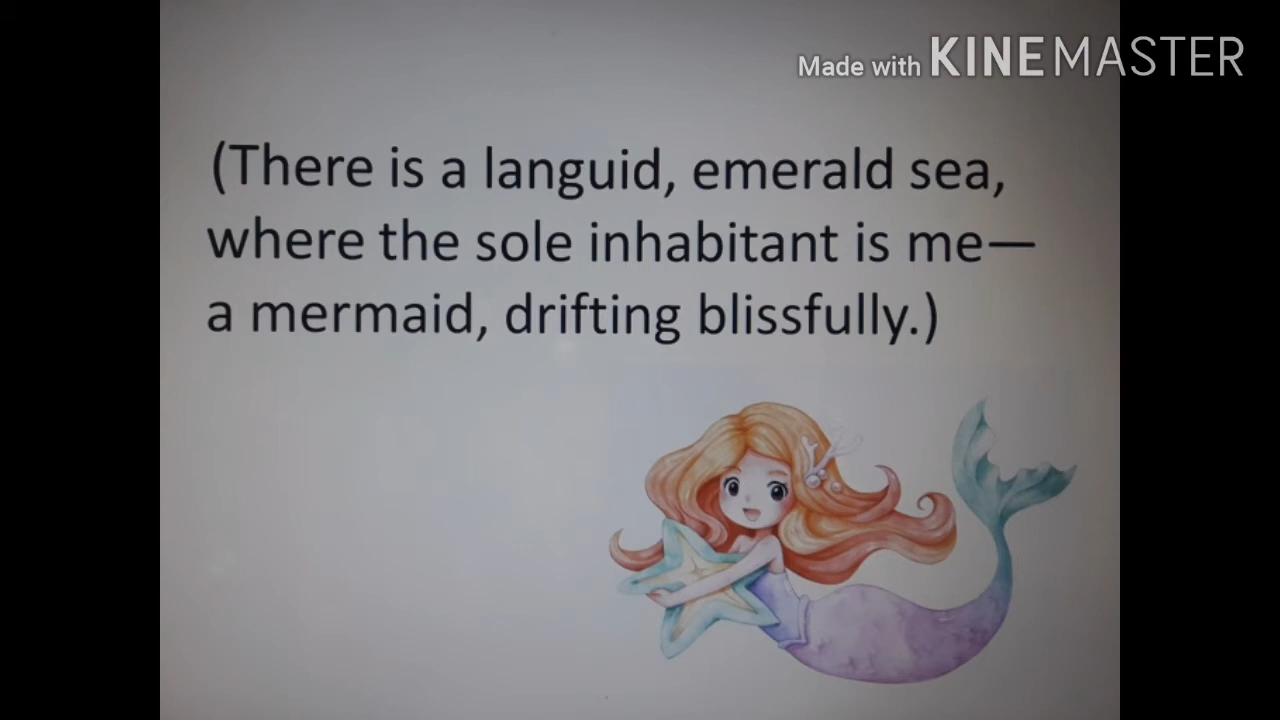 Made with KINEMASTER
(There is a languid, emerald sea,
where the sole inhabitant is me—
a mermaid, drifting blissfully.)